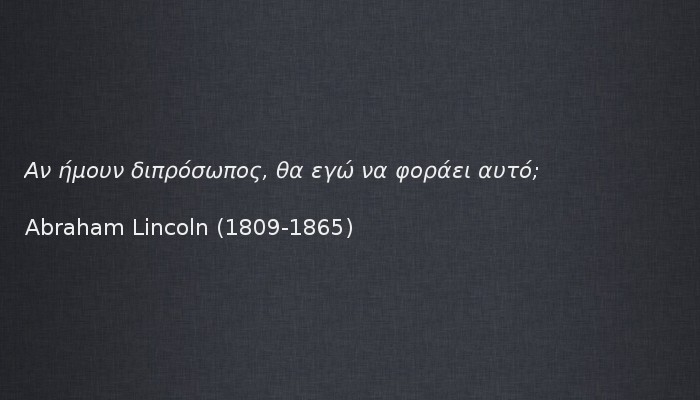 Αν ήμουν διπρόσωπος, θα εγώ να φοράει αυτό;
Abraham Lincoln (1809-1865)